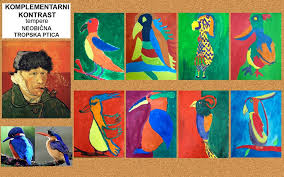 KOMPLEMENTARNI
KONTRAST
tempere
NEOBIČNA
TROPSKA PTICA